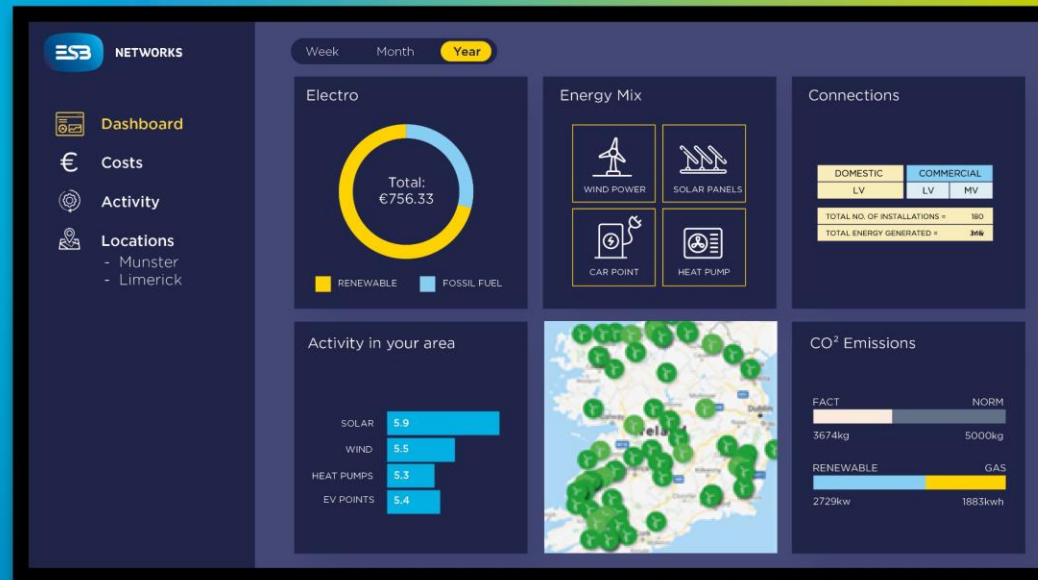 ESB NETWORKS
Dashboard
€ Costs
Activity
Locations
- Munster
- Limerick
Week Month Year
Electro
Total:
€756.33
RENEWABLE FOSSIL FUEL
Energy Mix
WIND POWER SOLAR PANELS
CAR POINT HEAT PUMP
Connections
DOMESTIC COMMERCIAL
LV LV MV
TOTAL NO. OF INSTALLATIONS = 180
TOTAL ENERGY GENERATED =
Activity in your area
SOLAR 5.9
WIND 5.5
HEAT PUMPS 5.3
EV POINTS 5.4
Dublin
CO² Emissions
FACT NORM
3674kg 5000kg
RENEWABLE GAS
2729kw 1883kwh